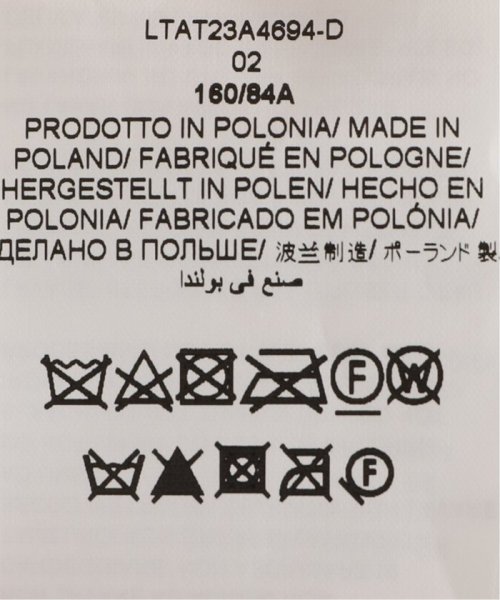 LTAT23A4694-D
02
160/84A
PRODOTTO IN POLONIA/ MADE IN
POLAND/ FABRIQUÉ EN POLOGNE/
HERGESTELLT IN POLEN/ HECHO EN
POLONIA/ FABRICADO EM POLÓNIA/
ДЕЛАНО В ПОЛЬШЕ/ 波兰制造/ ポーランド 製
صنع في بولندا
F W
F